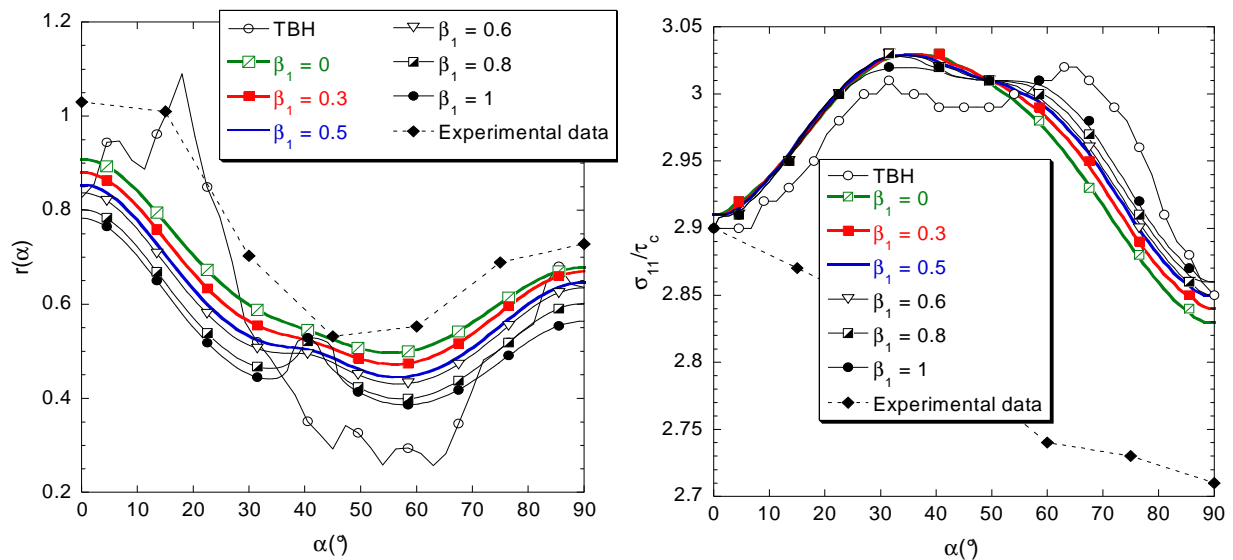 r(α)
1.2
1
0.8
0.6
0.4
0.2
0 10 20 30 40 50 60 70 80 90
α(°)
TBH
β₁ = 0
β₁ = 0.3
β₁ = 0.5
β₁ = 0.6
β₁ = 0.8
β₁ = 1
Experimental data
σ₁₁/τc
3.05
3
2.95
2.9
2.85
2.8
2.75
2.7
0 10 20 30 40 50 60 70 80 90
α(°)
TBH
β₁ = 0
β₁ = 0.3
β₁ = 0.5
β₁ = 0.6
β₁ = 0.8
β₁ = 1
Experimental data